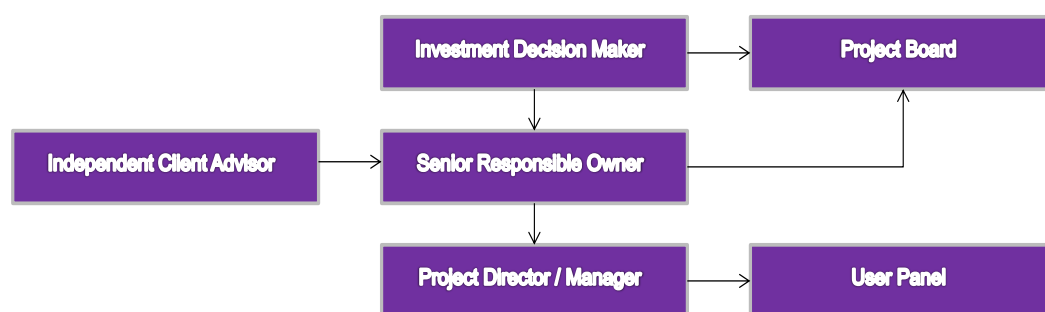 Investment Decision Maker
Project Board
Independent Client Advisor
Senior Responsible Owner
Project Director / Manager
User Panel